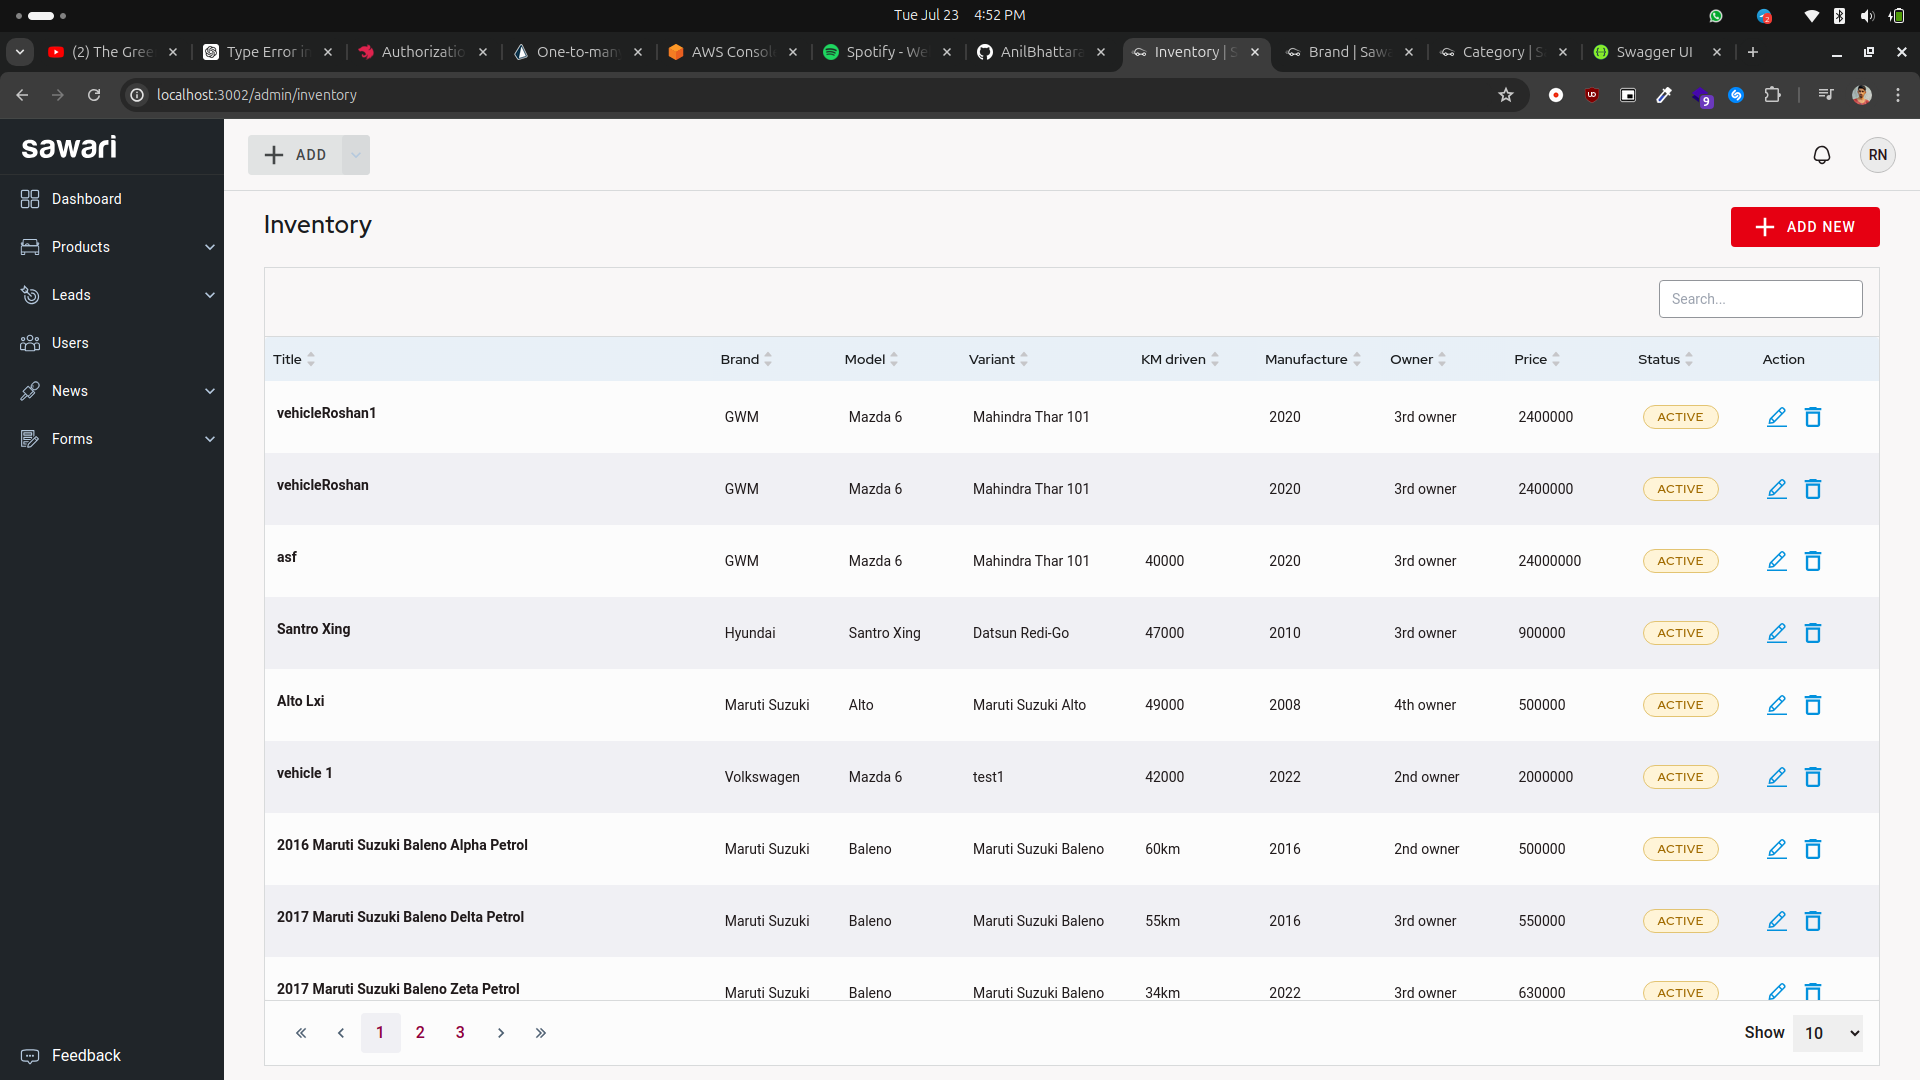 Tue Jul 23 4:52 PM
(2) The Gree
Type Error in
Authorizatio
One-to-man
AWS Consol
Spotify - We
AnilBhattara
Inventory | S
Brand | Sawa
Category | S
Swagger UI
localhost:3002/admin/inventory
9
sawari
ADD
RN
Dashboard
Products
Leads
Users
News
Forms
Feedback
Inventory
ADD NEW
Search...
Title Brand Model Variant KM driven Manufacture Owner Price Status Action
vehicleRoshan1 GWM Mazda 6 Mahindra Thar 101 2020 3rd owner 2400000 ACTIVE
vehicleRoshan GWM Mazda 6 Mahindra Thar 101 2020 3rd owner 2400000 ACTIVE
asf GWM Mazda 6 Mahindra Thar 101 40000 2020 3rd owner 24000000 ACTIVE
Santro Xing Hyundai Santro Xing Datsun Redi-Go 47000 2010 3rd owner 900000 ACTIVE
Alto Lxi Maruti Suzuki Alto Maruti Suzuki Alto 49000 2008 4th owner 500000 ACTIVE
vehicle 1 Volkswagen Mazda 6 test1 42000 2022 2nd owner 2000000 ACTIVE
2016 Maruti Suzuki Baleno Alpha Petrol Maruti Suzuki Baleno Maruti Suzuki Baleno 60km 2016 2nd owner 500000 ACTIVE
2017 Maruti Suzuki Baleno Delta Petrol Maruti Suzuki Baleno Maruti Suzuki Baleno 55km 2016 3rd owner 550000 ACTIVE
2017 Maruti Suzuki Baleno Zeta Petrol Maruti Suzuki Baleno Maruti Suzuki Baleno 34km 2022 3rd owner 630000 ACTIVE
« ‹ 1 2 3 › »
Show 10